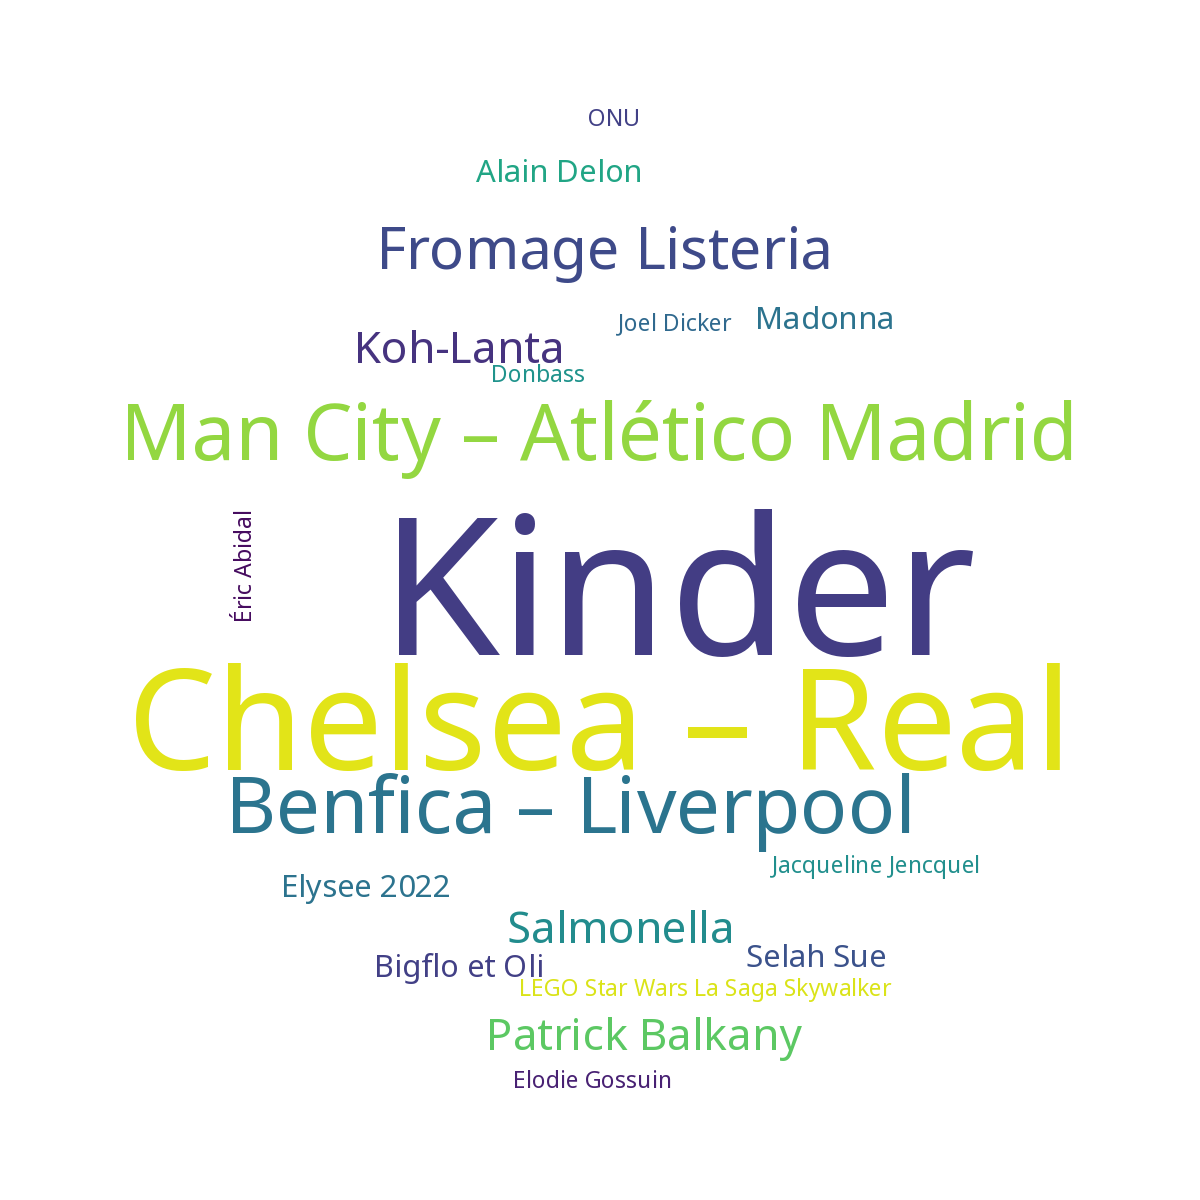 ONU
Alain Delon
Fromage Listeria
Joel Dicker
Madonna
Koh-Lanta
Donbass
Man City – Atlético Madrid
Éric Abidal
Kinder
Chelsea – Real
Benfica – Liverpool
Jacqueline Jencquel
Elysee 2022
Salmonella
Selah Sue
Bigflo et Oli
LEGO Star Wars La Saga Skywalker
Patrick Balkany
Elodie Gossuin